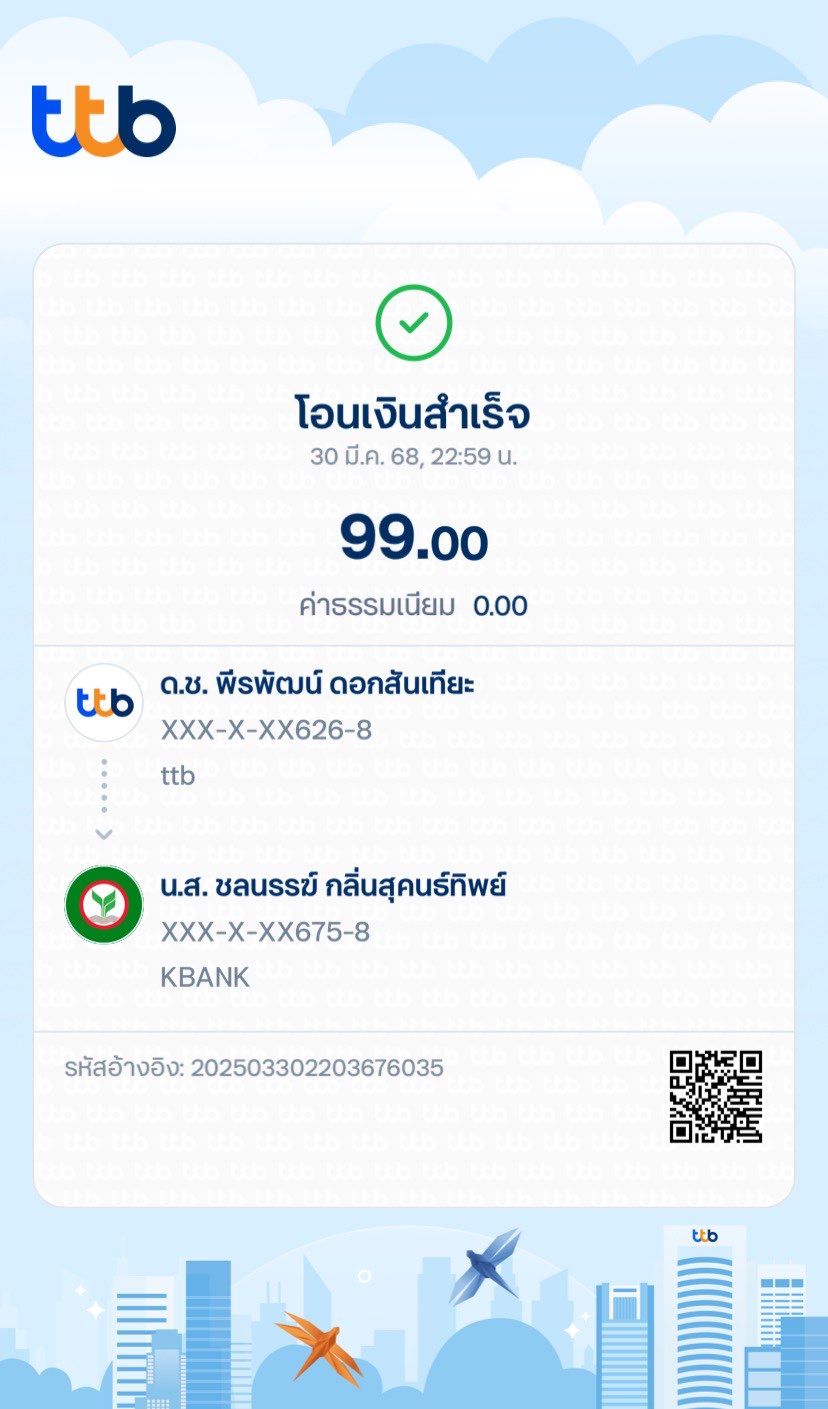 ttb
โอนเงินสำเร็จ
30 มี.ค. 68, 22:59 น.
99.00
ค่าธรรมเนียม 0.00
ttb
ด.ช. พีรพัฒน์ ดอกสันเทียะ
XXX-X-XX626-8
ttb
น.ส. ชลนรรฆ์ กลิ่นสุคนธ์ทิพย์
XXX-X-XX675-8
KBANK
รหัสอ้างอิง: 202503302203676035
ttb